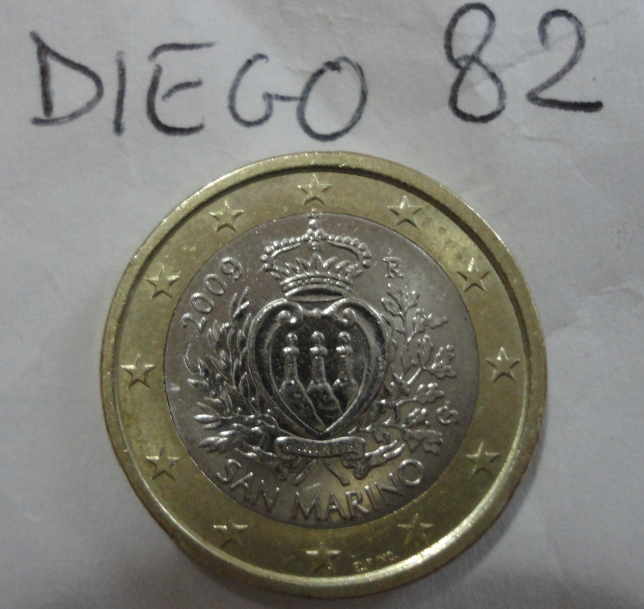 DIEGO 82
2009 R
SAN MARINO